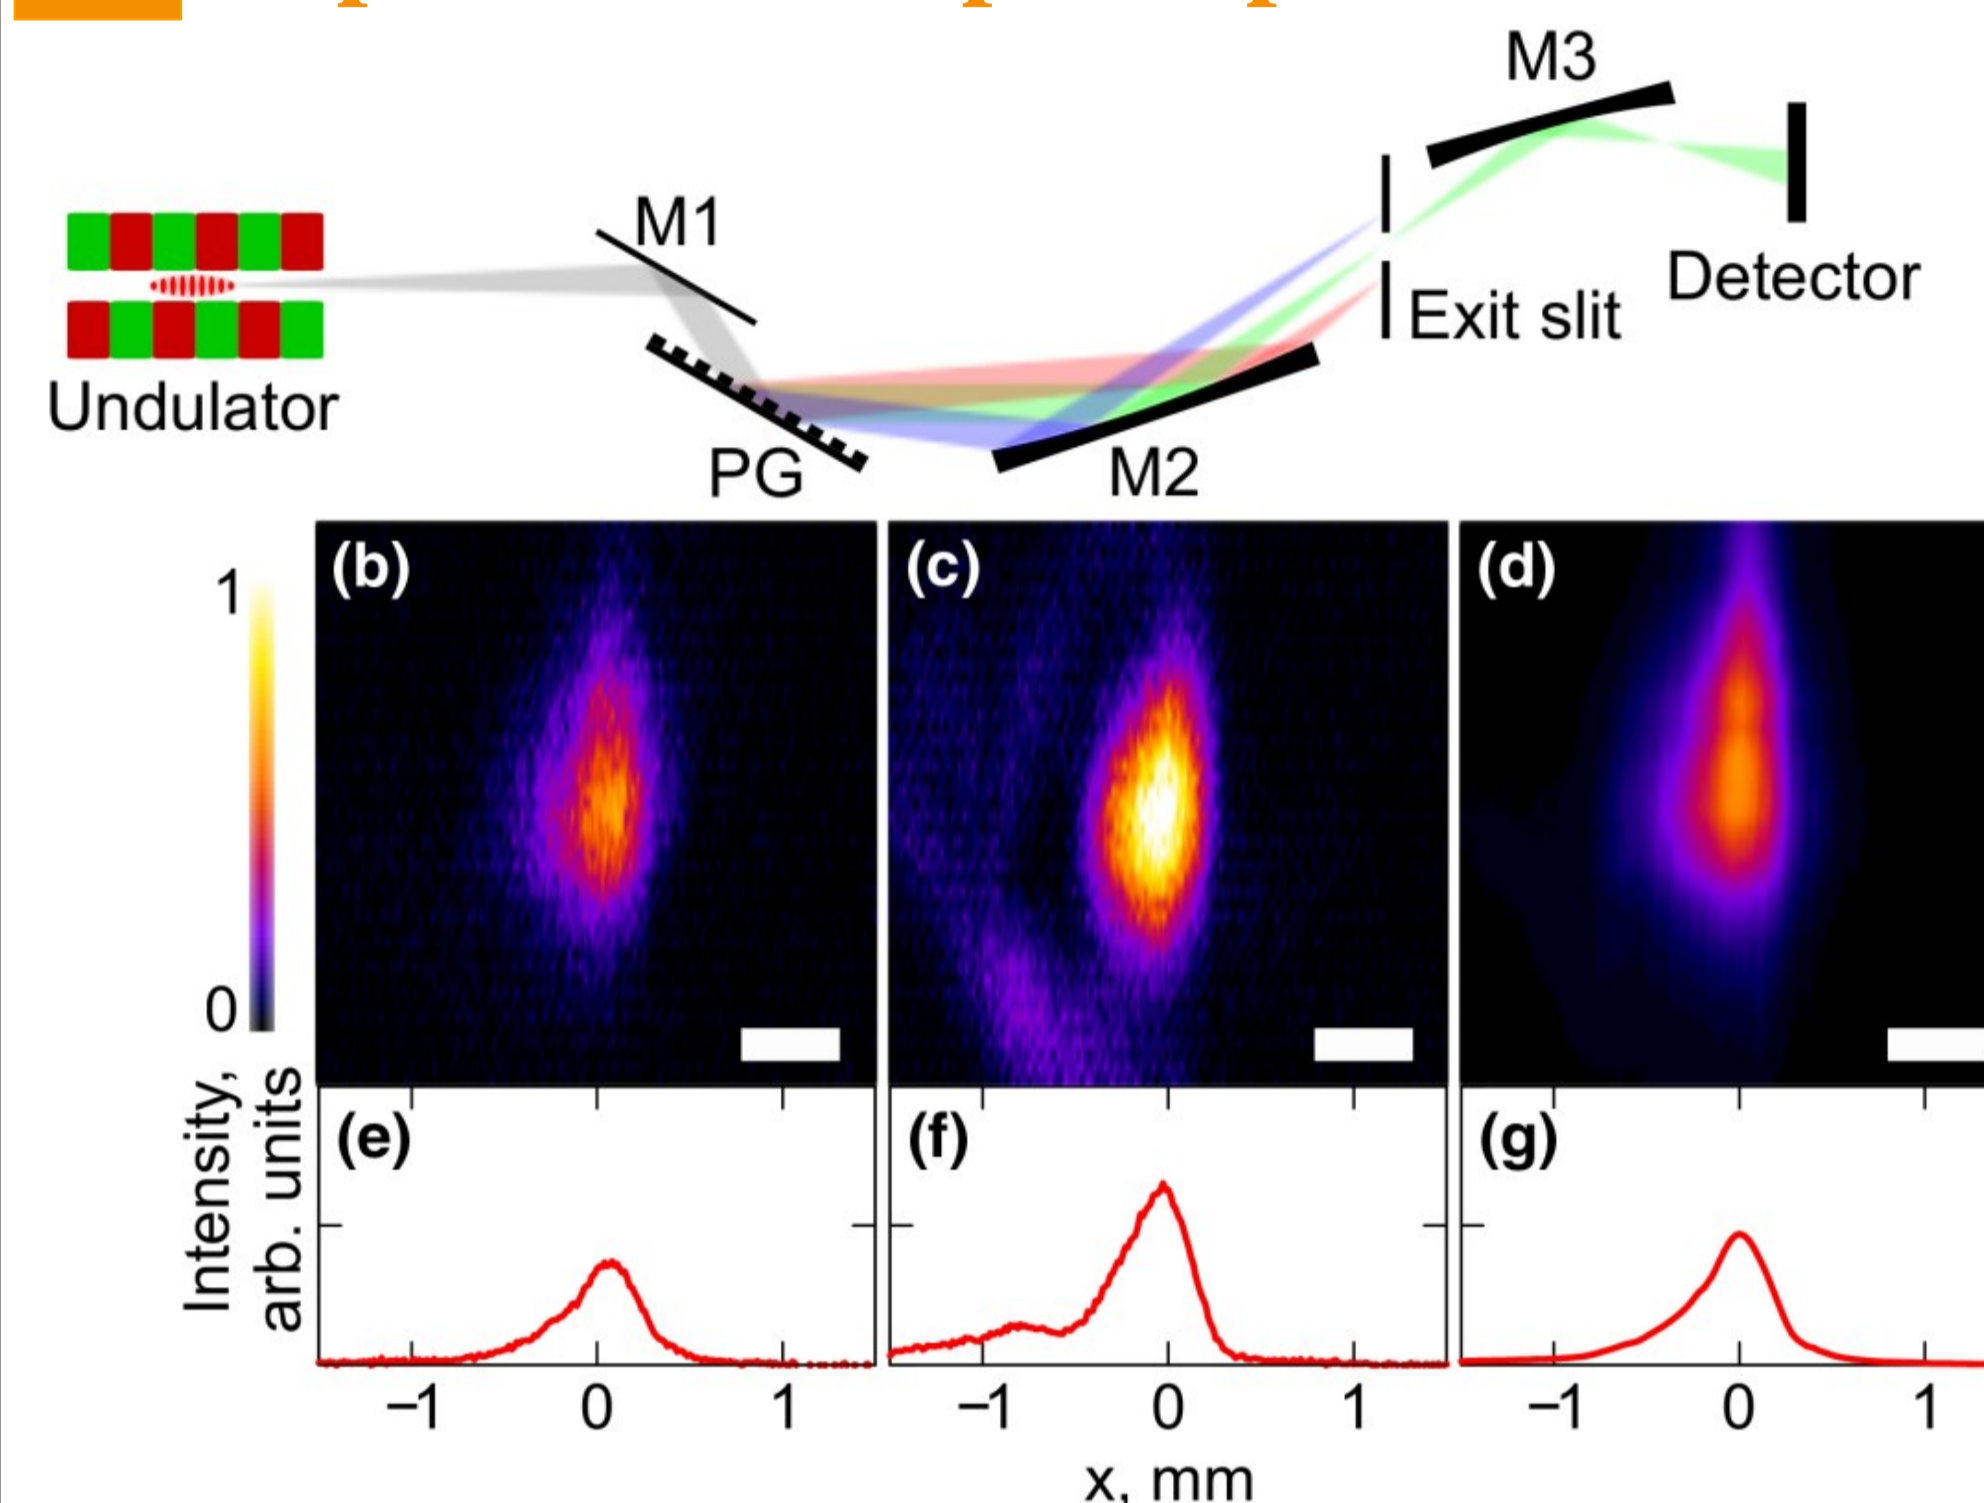 M3
M1
Undulator
PG
M2
Exit slit
Detector
(b)
(c)
(d)
1
0
Intensity,
arb. units
(e)
(f)
(g)
−1 0 1
−1 0 1
−1 0 1
x, mm